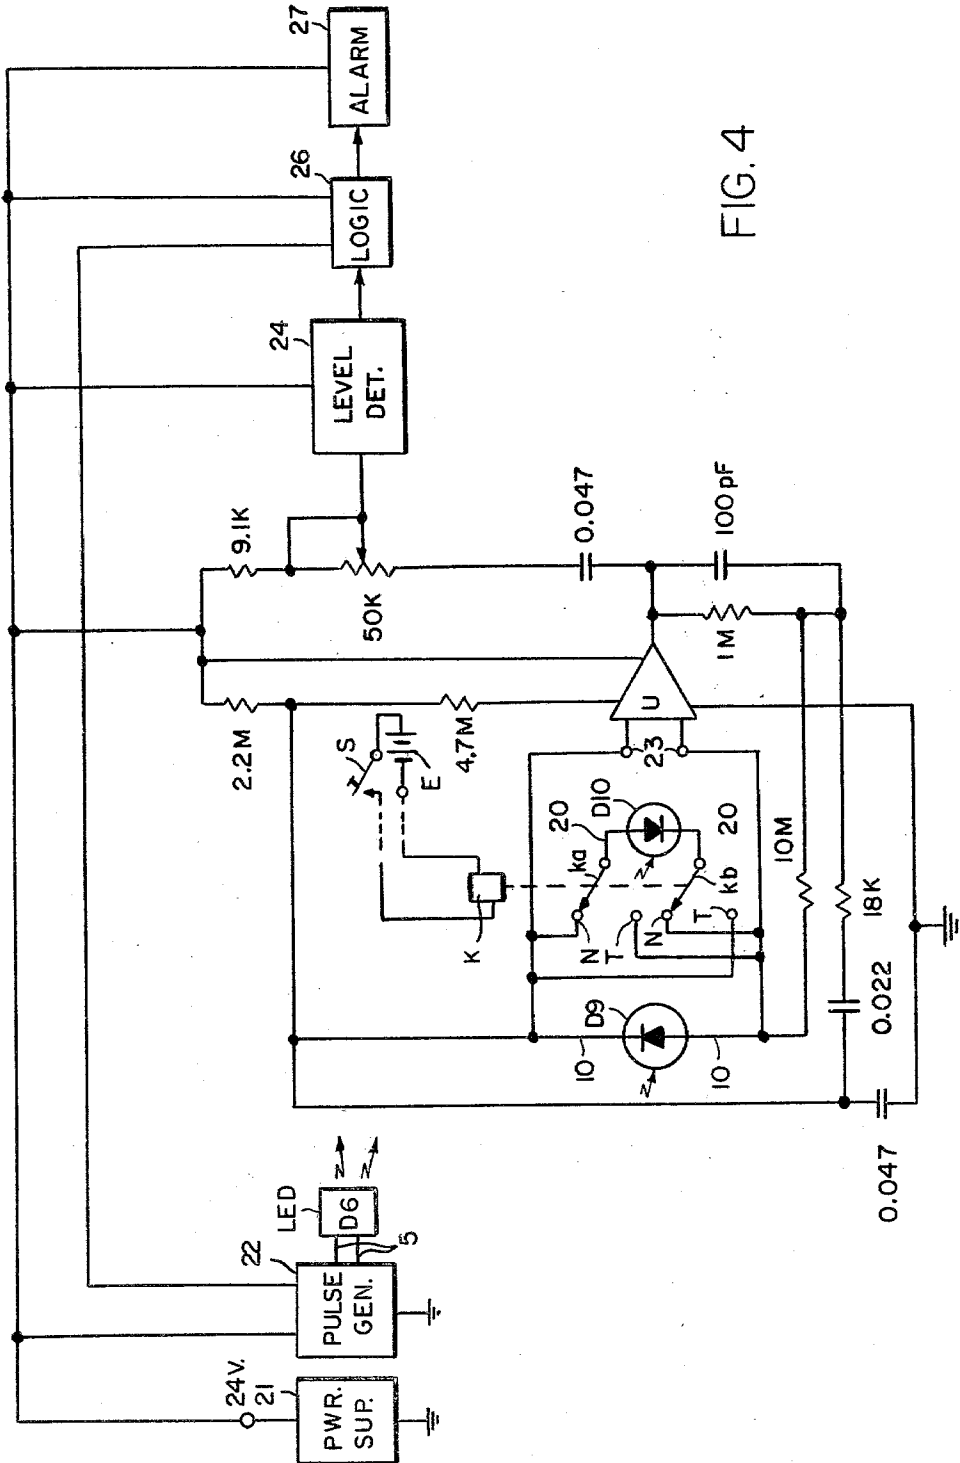 24V.
21
PWR.
SUP.
22
PULSE
GEN.
LED
D6
5
2.2M
9.1K
50K
4.7M
S
E
K
ka
kb
20
D10
20
N
T
N
T
D9
10
10
23
U
0.047
100pF
1M
10M
18K
0.022
0.047
24
LEVEL
DET.
26
LOGIC
27
ALARM
FIG. 4